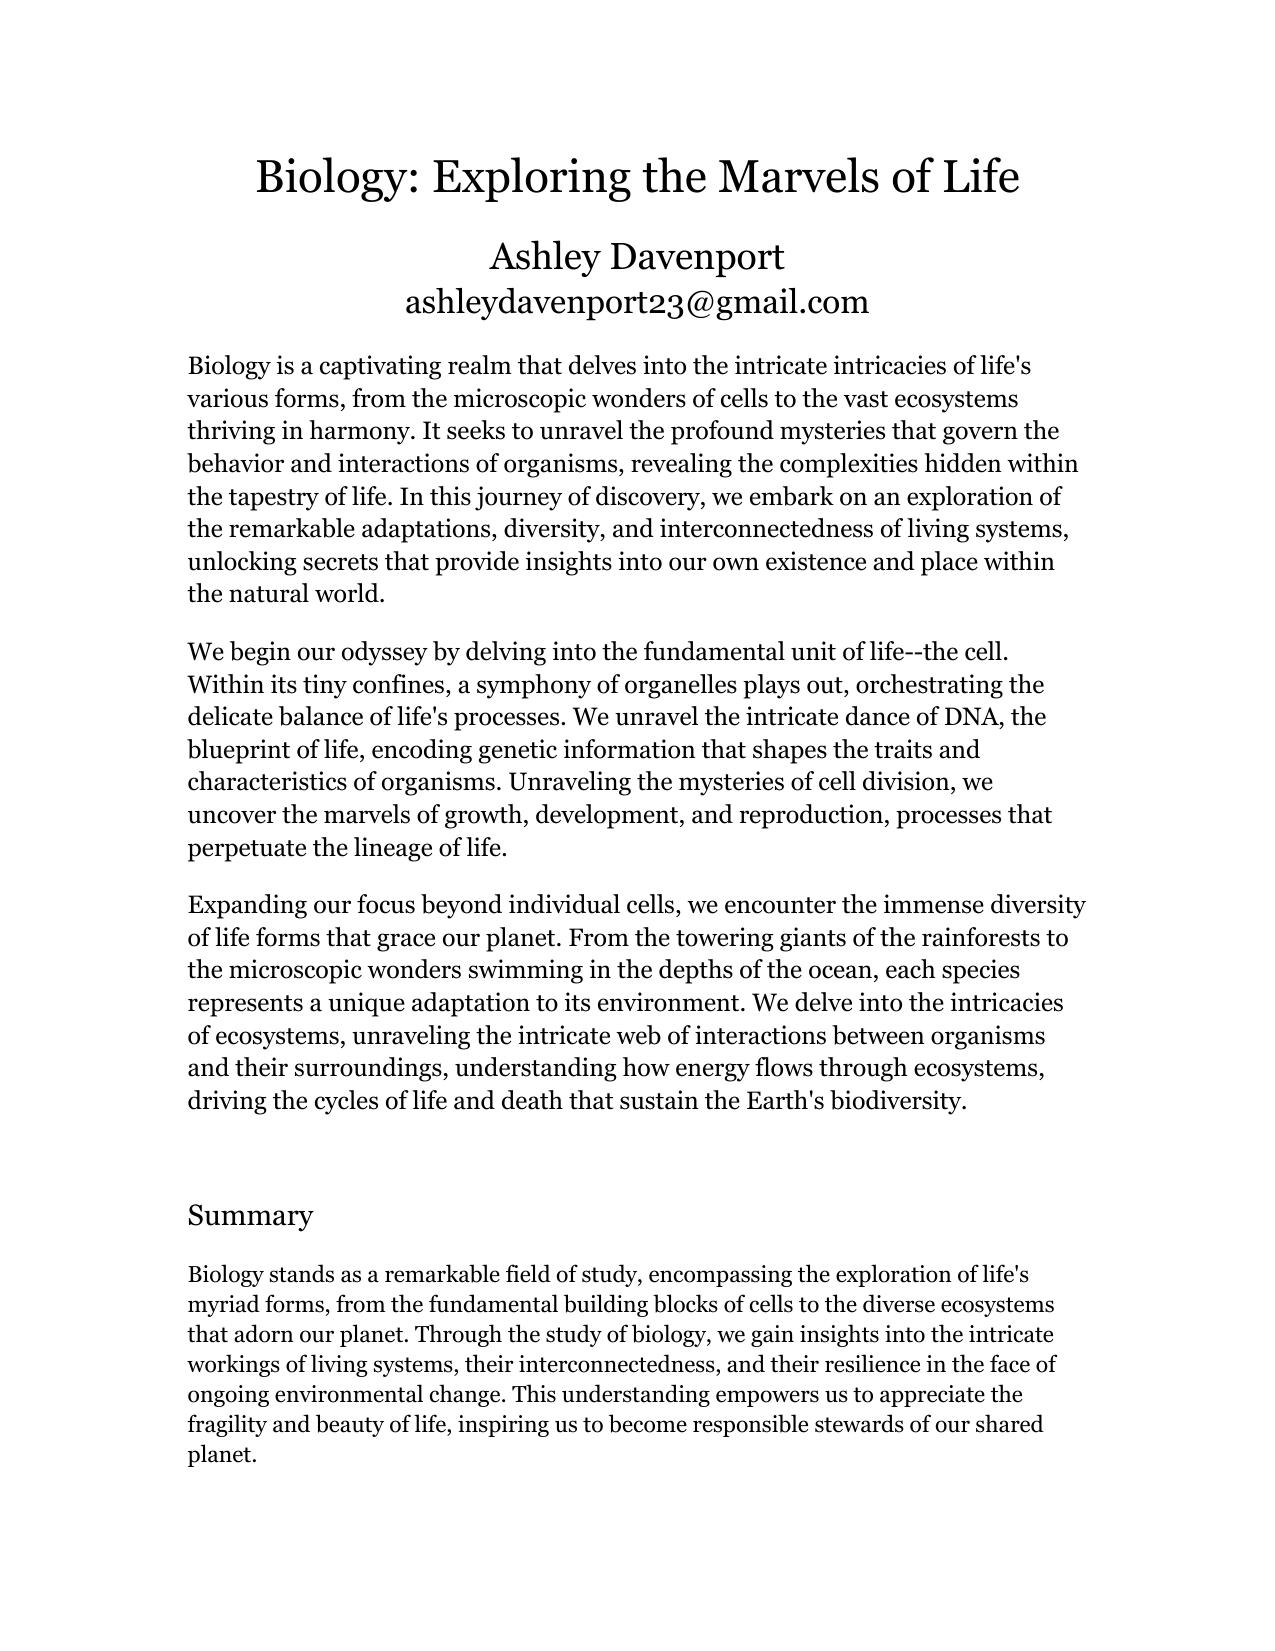 Biology: Exploring the Marvels of Life
Ashley Davenport
ashleydavenport23@gmail.com
Biology is a captivating realm that delves into the intricate intricacies of life's
various forms, from the microscopic wonders of cells to the vast ecosystems
thriving in harmony. It seeks to unravel the profound mysteries that govern the
behavior and interactions of organisms, revealing the complexities hidden within
the tapestry of life. In this journey of discovery, we embark on an exploration of
the remarkable adaptations, diversity, and interconnectedness of living systems,
unlocking secrets that provide insights into our own existence and place within
the natural world.
We begin our odyssey by delving into the fundamental unit of life--the cell.
Within its tiny confines, a symphony of organelles plays out, orchestrating the
delicate balance of life's processes. We unravel the intricate dance of DNA, the
blueprint of life, encoding genetic information that shapes the traits and
characteristics of organisms. Unraveling the mysteries of cell division, we
uncover the marvels of growth, development, and reproduction, processes that
perpetuate the lineage of life.
Expanding our focus beyond individual cells, we encounter the immense diversity
of life forms that grace our planet. From the towering giants of the rainforests to
the microscopic wonders swimming in the depths of the ocean, each species
represents a unique adaptation to its environment. We delve into the intricacies
of ecosystems, unraveling the intricate web of interactions between organisms
and their surroundings, understanding how energy flows through ecosystems,
driving the cycles of life and death that sustain the Earth's biodiversity.
Summary
Biology stands as a remarkable field of study, encompassing the exploration of life's
myriad forms, from the fundamental building blocks of cells to the diverse ecosystems
that adorn our planet. Through the study of biology, we gain insights into the intricate
workings of living systems, their interconnectedness, and their resilience in the face of
ongoing environmental change. This understanding empowers us to appreciate the
fragility and beauty of life, inspiring us to become responsible stewards of our shared
planet.